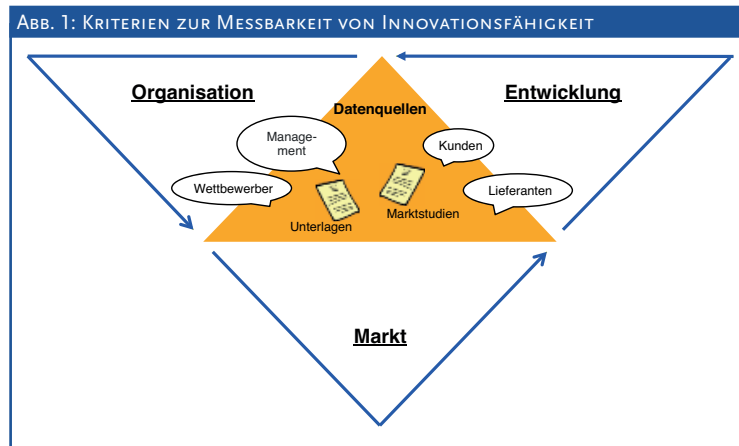 Abb. 1: Kriterien zur Messbarkeit von Innovationsfähigkeit
Organisation
Entwicklung
Datenquellen
Manage-
ment
Kunden
Wettbewerber
Lieferanten
Unterlagen
Marktstudien
Markt